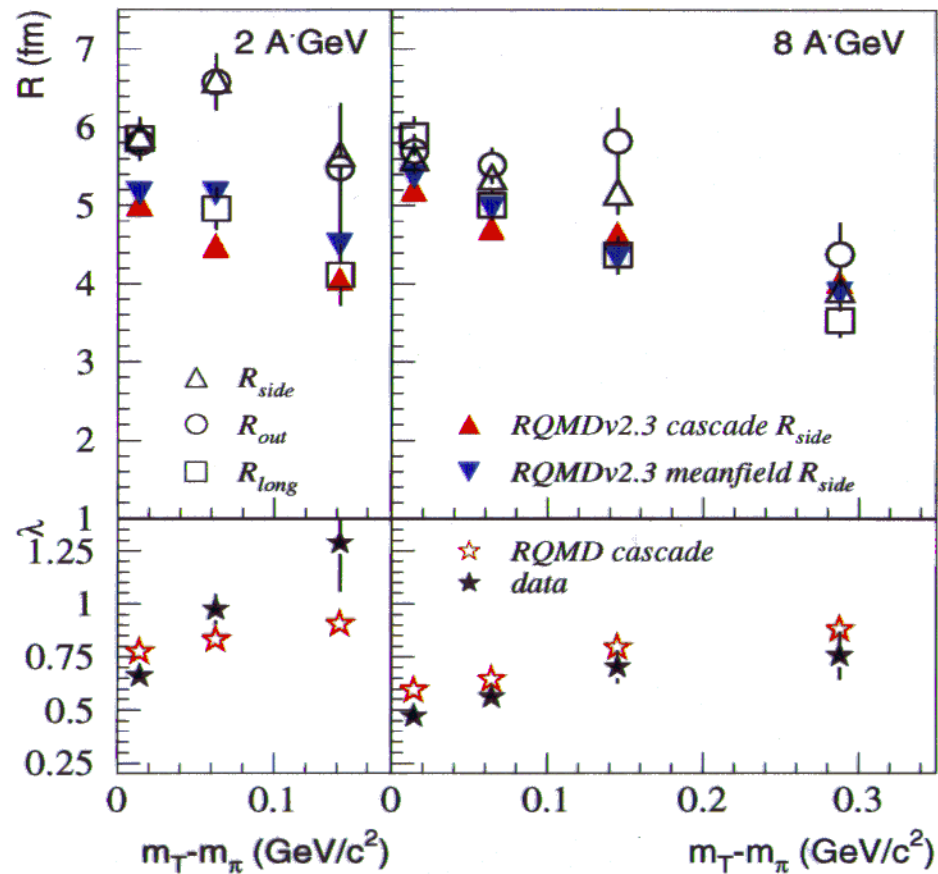 R (fm)
7
6
5
4
3
2
1
2 A·GeV
8 A·GeV
R_side
R_out
R_long
RQMDv2.3 cascade R_side
RQMDv2.3 meanfield R_side
λ
1.25
1
0.75
0.5
0.25
RQMD cascade
data
0
0.1
0
0.1
0.2
0.3
m_T-m_π (GeV/c²)
m_T-m_π (GeV/c²)